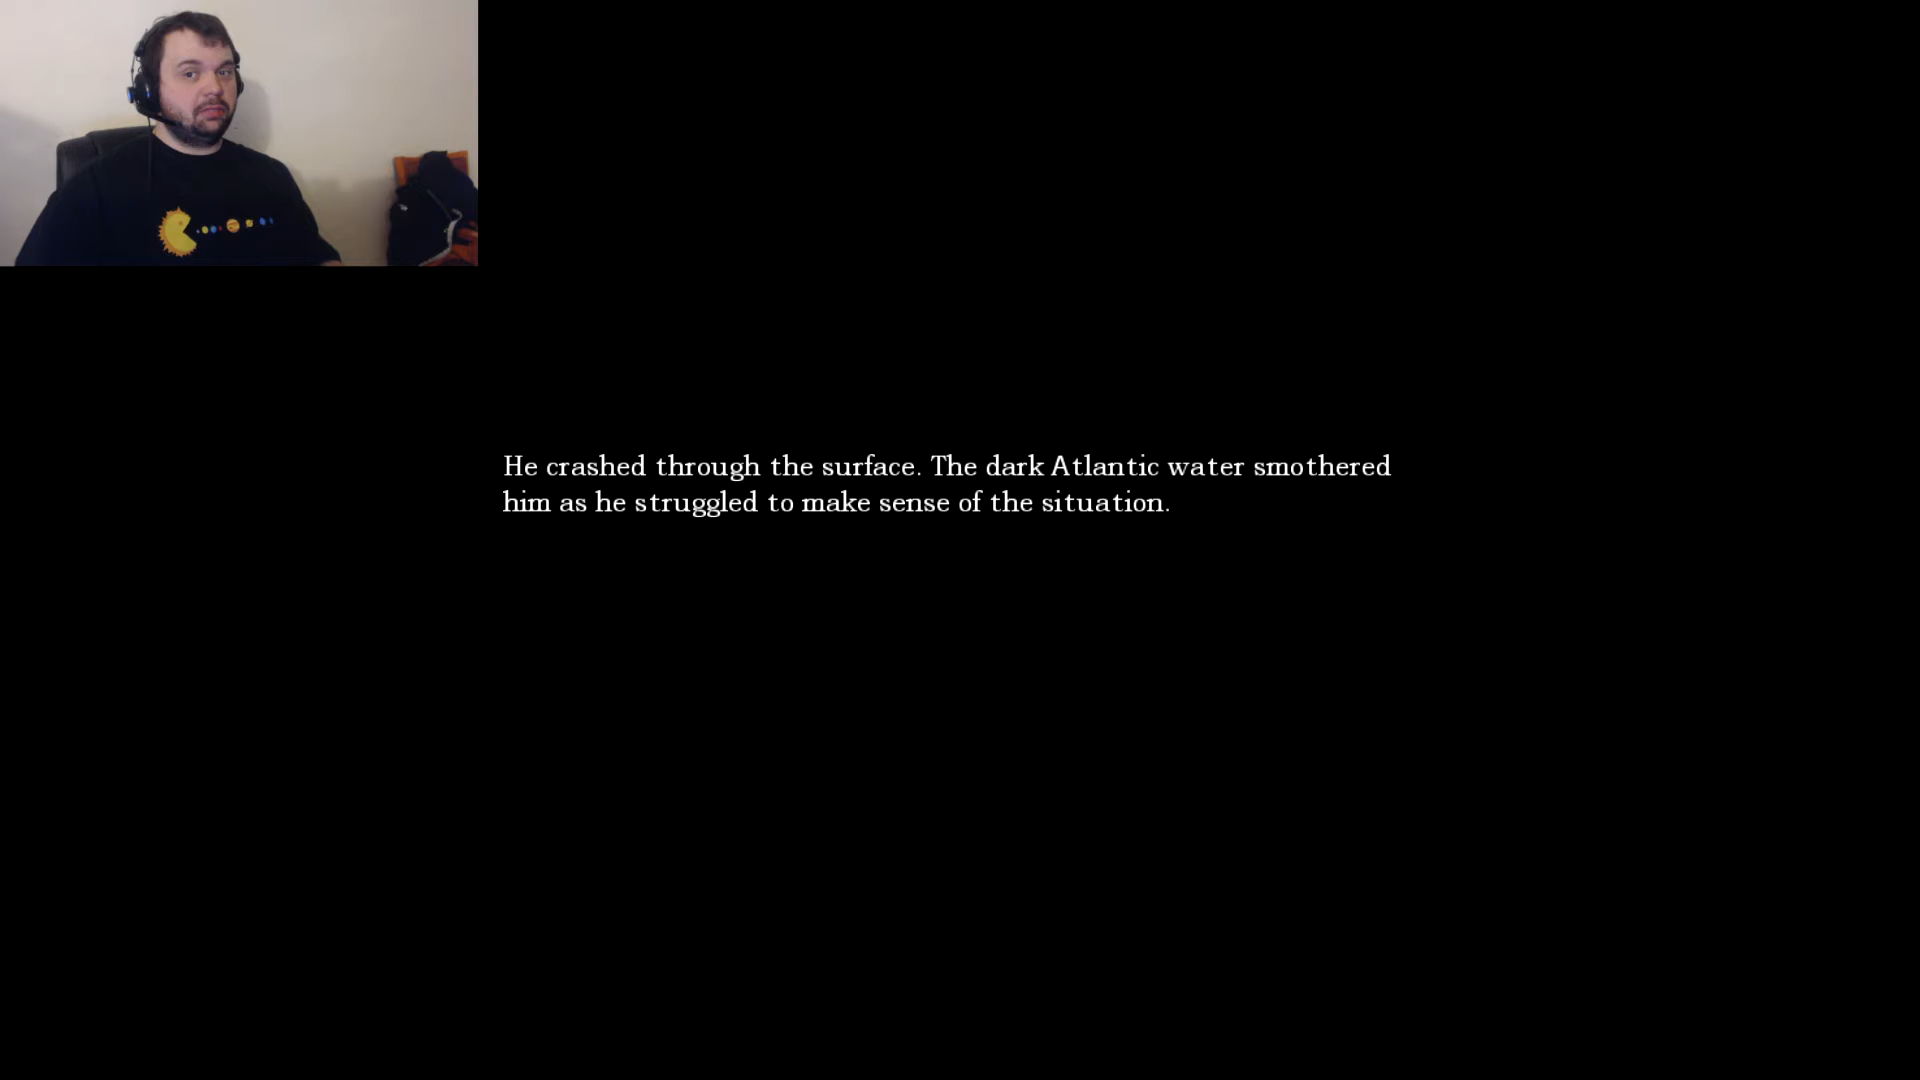 He crashed through the surface. The dark Atlantic water smothered
him as he struggled to make sense of the situation.